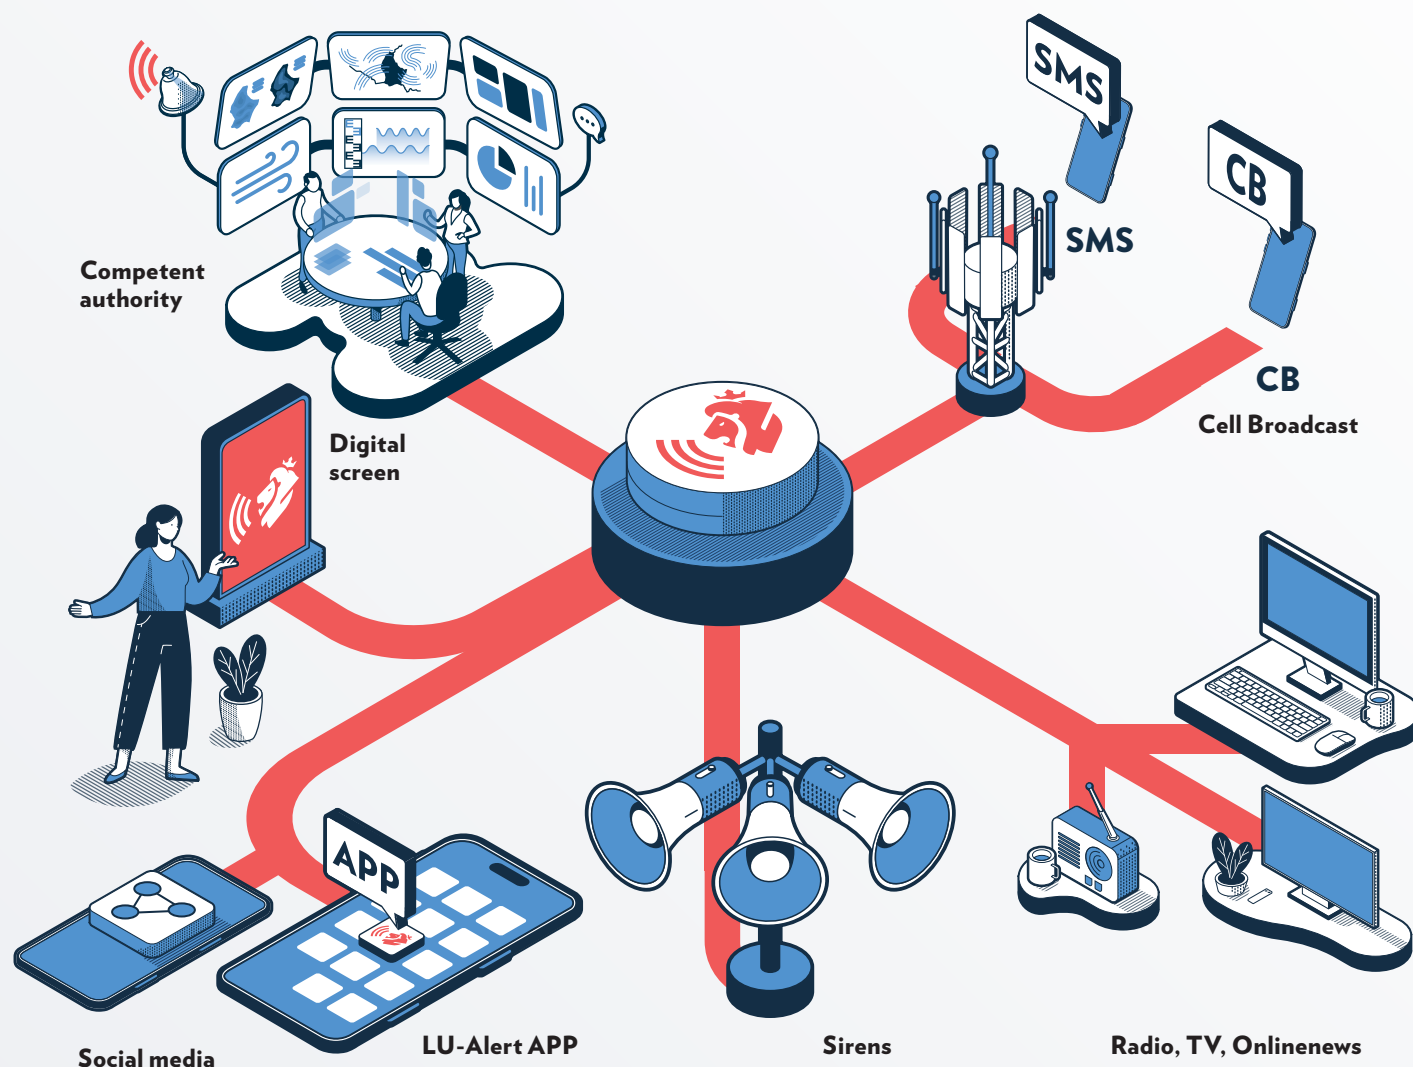 SMS
CB
SMS
Competent
authority
CB
Cell Broadcast
Digital
screen
APP
Social media
LU-Alert APP
Sirens
Radio, TV, Onlinenews